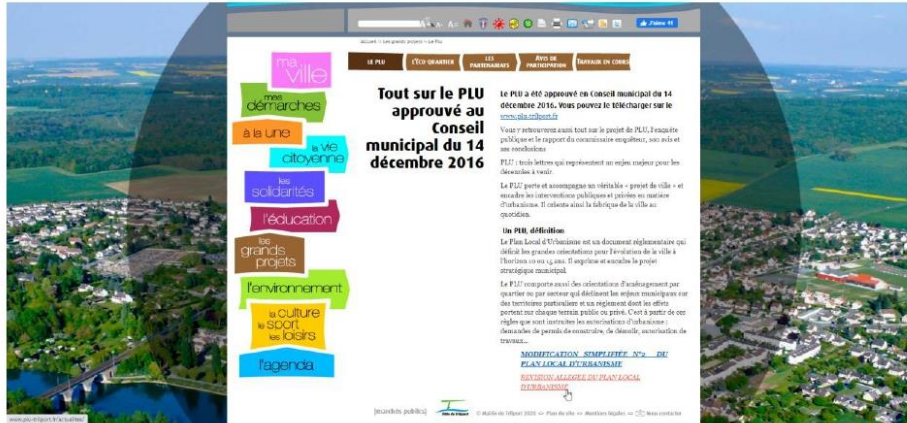 J'aime 41
Accueil >> Les grands projets >> Le PLU
LE PLU
L'ÉCO-QUARTIER
LES PARTENARIATS
AVIS DE PARTICIPATION
TRAVAUX EN COURS
ma
ville
mes
démarches
à la une
la vie
citoyenne
les
solidarités
l'éducation
les
grands
projets
l'environnement
la culture
le sport
les loisirs
l'agenda
Tout sur le PLU
approuvé au
Conseil
municipal du 14
décembre 2016
Le PLU a été approuvé en Conseil municipal du 14
décembre 2016. Vous pouvez le télécharger sur le
www.plu.trilport.fr
Vous y retrouverez aussi tout sur le projet de PLU, l'enquête
publique et le rapport du commissaire enquêteur, son avis et
ses conclusions
PLU : trois lettres qui représentent un enjeu majeur pour les
décennies à venir.
Le PLU porte et accompagne un véritable « projet de ville » et
encadre les interventions publiques et privées en matière
d'urbanisme. Il oriente ainsi la fabrique de la ville au
quotidien.
Un PLU, définition
Le Plan Local d'Urbanisme est un document réglementaire qui
définit les grandes orientations pour l'évolution de la ville à
l'horizon 10 ou 15 ans. Il exprime et encadre le projet
stratégique municipal
Le PLU comporte aussi des orientations d'aménagement par
quartier ou par secteur qui déclinent les enjeux municipaux sur
des territoires particuliers et un règlement dont les effets
portent sur chaque terrain public ou privé. C'est à partir de ces
règles que sont instruites les autorisations d'urbanisme :
demandes de permis de construire, de démolir, autorisation de
travaux...
MODIFICATION SIMPLIFIÉE N°2 DU
PLAN LOCAL D'URBANISME
REVISION ALLEGEE DU PLAN LOCAL
D'URBANISME
[marchés publics]
Ville de Trilport
© Mairie de Trilport 2020 => Plan du site => Mentions légales => Nous contacter
www.plu-trilport.fr/actualites/